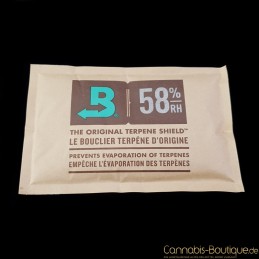 B 58% RH
THE ORIGINAL TERPENE SHIELD™
LE BOUCLIER TERPÈNE D'ORIGINE
PREVENTS EVAPORATION OF TERPENES
EMPÊCHE L'ÉVAPORATION DES TERPÈNES
Cannabis-Boutique.de